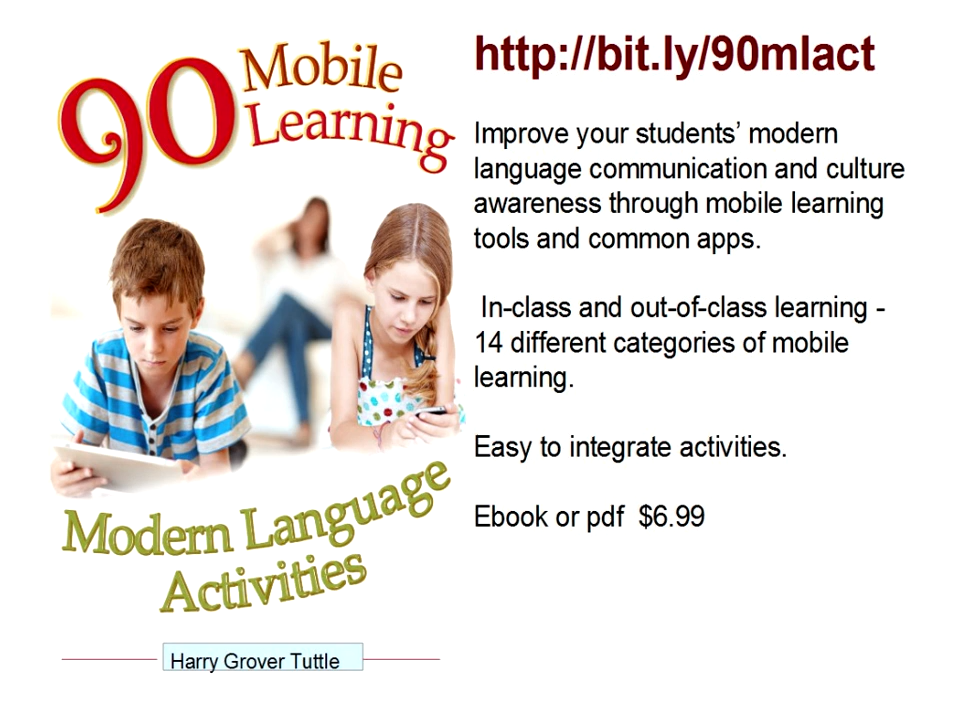 90 Mobile
Learning
Modern Language
Activities
Harry Grover Tuttle
http://bit.ly/90mlact
Improve your students’ modern
language communication and culture
awareness through mobile learning
tools and common apps.
In-class and out-of-class learning -
14 different categories of mobile
learning.
Easy to integrate activities.
Ebook or pdf $6.99